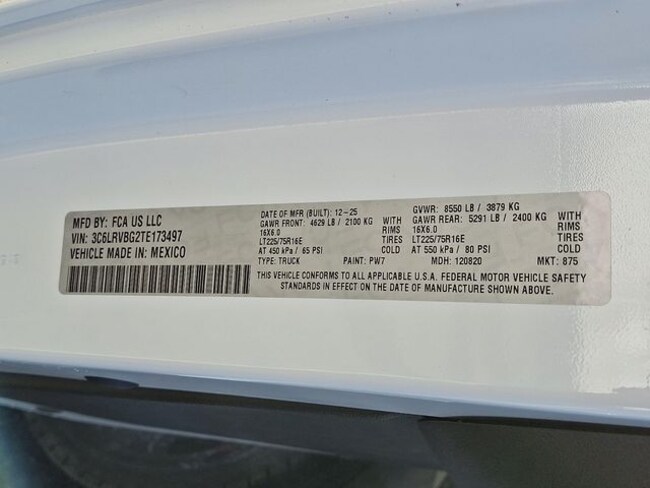 MFD BY: FCA US LLC
VIN: 3C6LRVBG2TE173497
VEHICLE MADE IN: MEXICO
DATE OF MFR (BUILT): 12-25
GAWR FRONT: 4629 LB / 2100 KG WITH
16X6.0 RIMS
LT225/75R16E TIRES
AT 450 kPa / 65 PSI COLD
TYPE: TRUCK PAINT: PW7
GVWR: 8550 LB / 3879 KG
GAWR REAR: 5291 LB / 2400 KG WITH
16X6.0 RIMS
LT225/75R16E TIRES
AT 550 kPa / 80 PSI COLD
MDH: 120820 MKT: 875
THIS VEHICLE CONFORMS TO ALL APPLICABLE U.S.A. FEDERAL MOTOR VEHICLE SAFETY
STANDARDS IN EFFECT ON THE DATE OF MANUFACTURE SHOWN ABOVE.